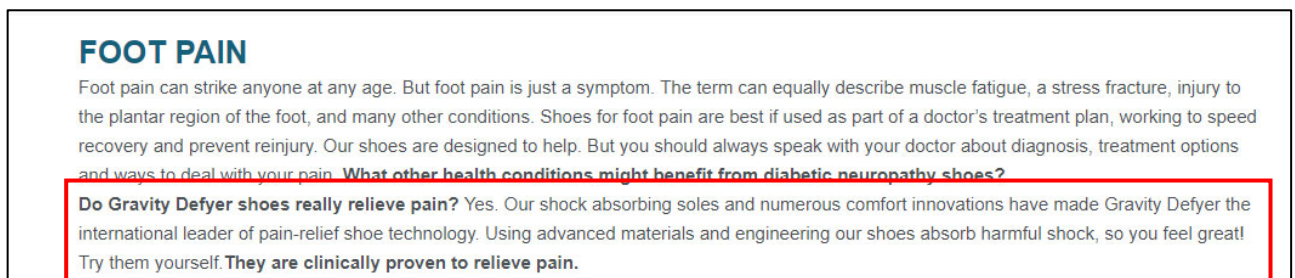 FOOT PAIN
Foot pain can strike anyone at any age. But foot pain is just a symptom. The term can equally describe muscle fatigue, a stress fracture, injury to
the plantar region of the foot, and many other conditions. Shoes for foot pain are best if used as part of a doctor's treatment plan, working to speed
recovery and prevent reinjury. Our shoes are designed to help. But you should always speak with your doctor about diagnosis, treatment options
and ways to deal with your pain. What other health conditions might benefit from diabetic neuropathy shoes?
Do Gravity Defyer shoes really relieve pain? Yes. Our shock absorbing soles and numerous comfort innovations have made Gravity Defyer the
international leader of pain-relief shoe technology. Using advanced materials and engineering our shoes absorb harmful shock, so you feel great!
Try them yourself.They are clinically proven to relieve pain.